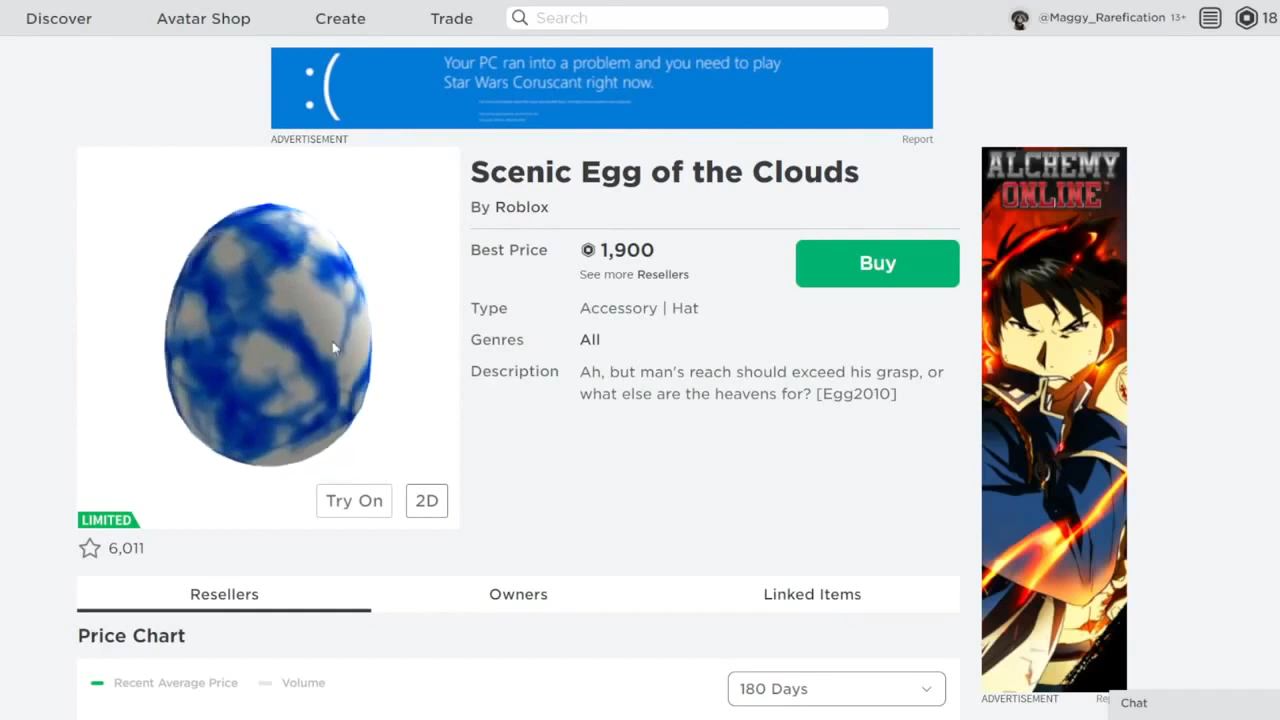 Discover
Avatar Shop
Create
Trade
Search
@Maggy_Rarefication 13+
18
:(
Your PC ran into a problem and you need to play
Star Wars Coruscant right now.
ADVERTISEMENT
Report
Scenic Egg of the Clouds
By Roblox
Best Price
1,900
See more Resellers
Buy
Type
Accessory | Hat
Genres
All
Description
Ah, but man's reach should exceed his grasp, or
what else are the heavens for? [Egg2010]
Try On
2D
LIMITED
6,011
ALCHEMY
ONLINE
Resellers
Owners
Linked Items
Price Chart
Recent Average Price
Volume
180 Days
ADVERTISEMENT
Chat